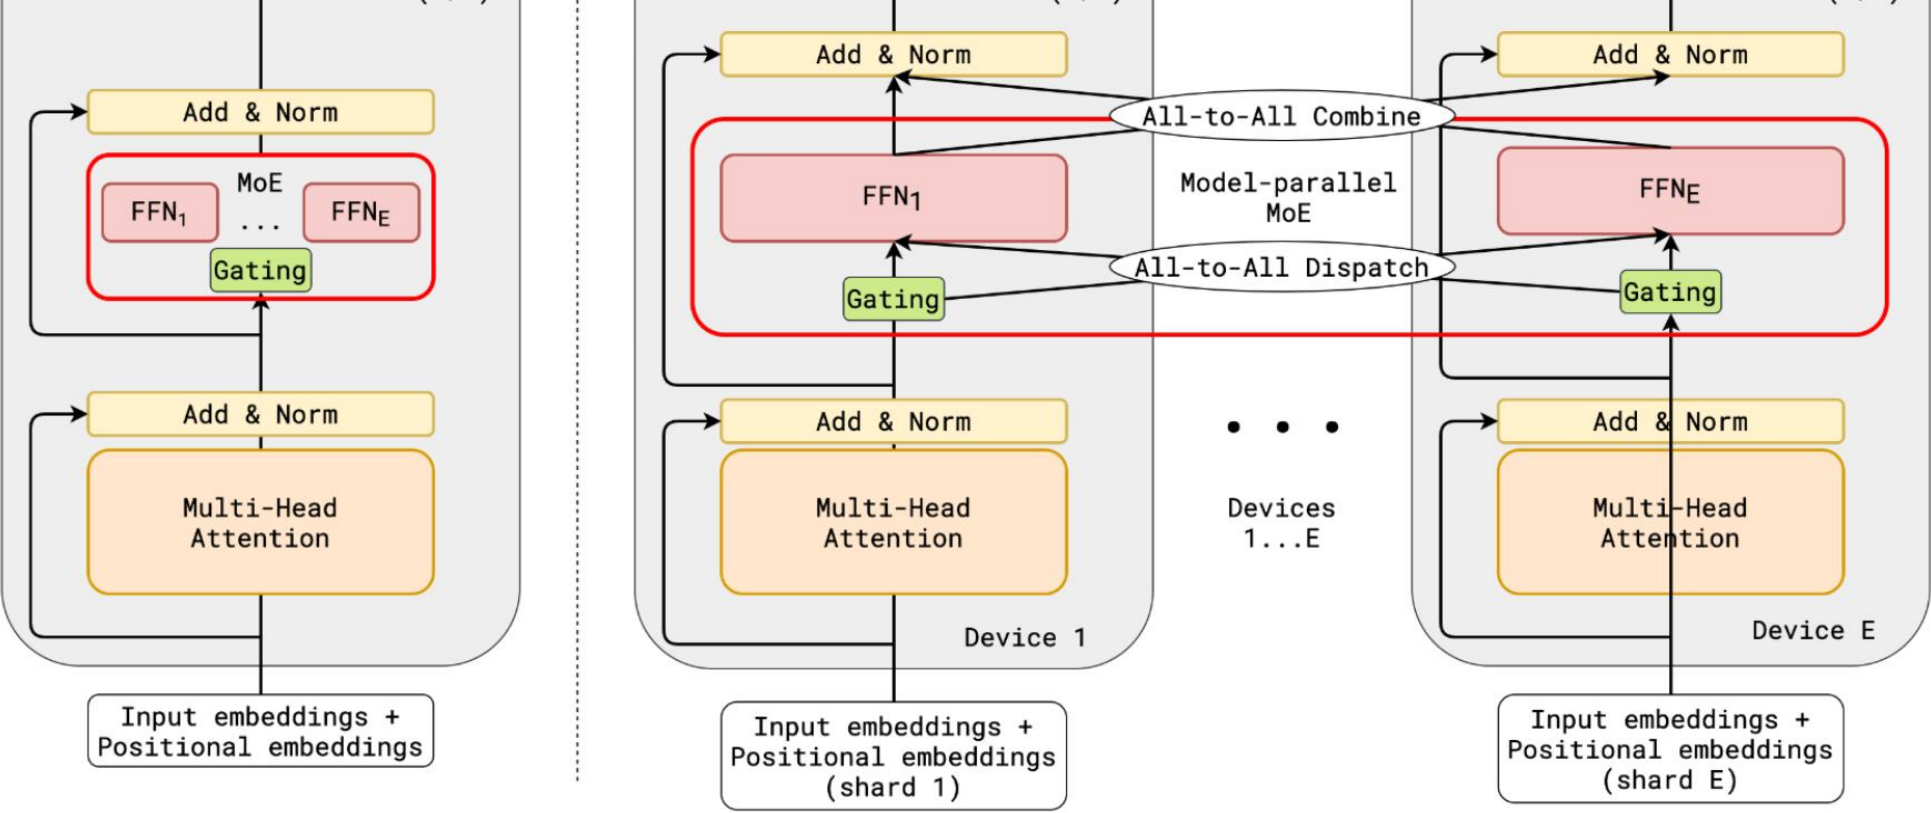 Add & Norm
MoE
FFN1
...
FFNE
Gating
Add & Norm
Multi-Head
Attention
Input embeddings +
Positional embeddings
Add & Norm
All-to-All Combine
FFN1
Model-parallel
MoE
All-to-All Dispatch
Gating
Add & Norm
Multi-Head
Attention
Device 1
Input embeddings +
Positional embeddings
(shard 1)
Devices
1...E
Add & Norm
FFNE
Gating
Add & Norm
Multi-Head
Attention
Device E
Input embeddings +
Positional embeddings
(shard E)